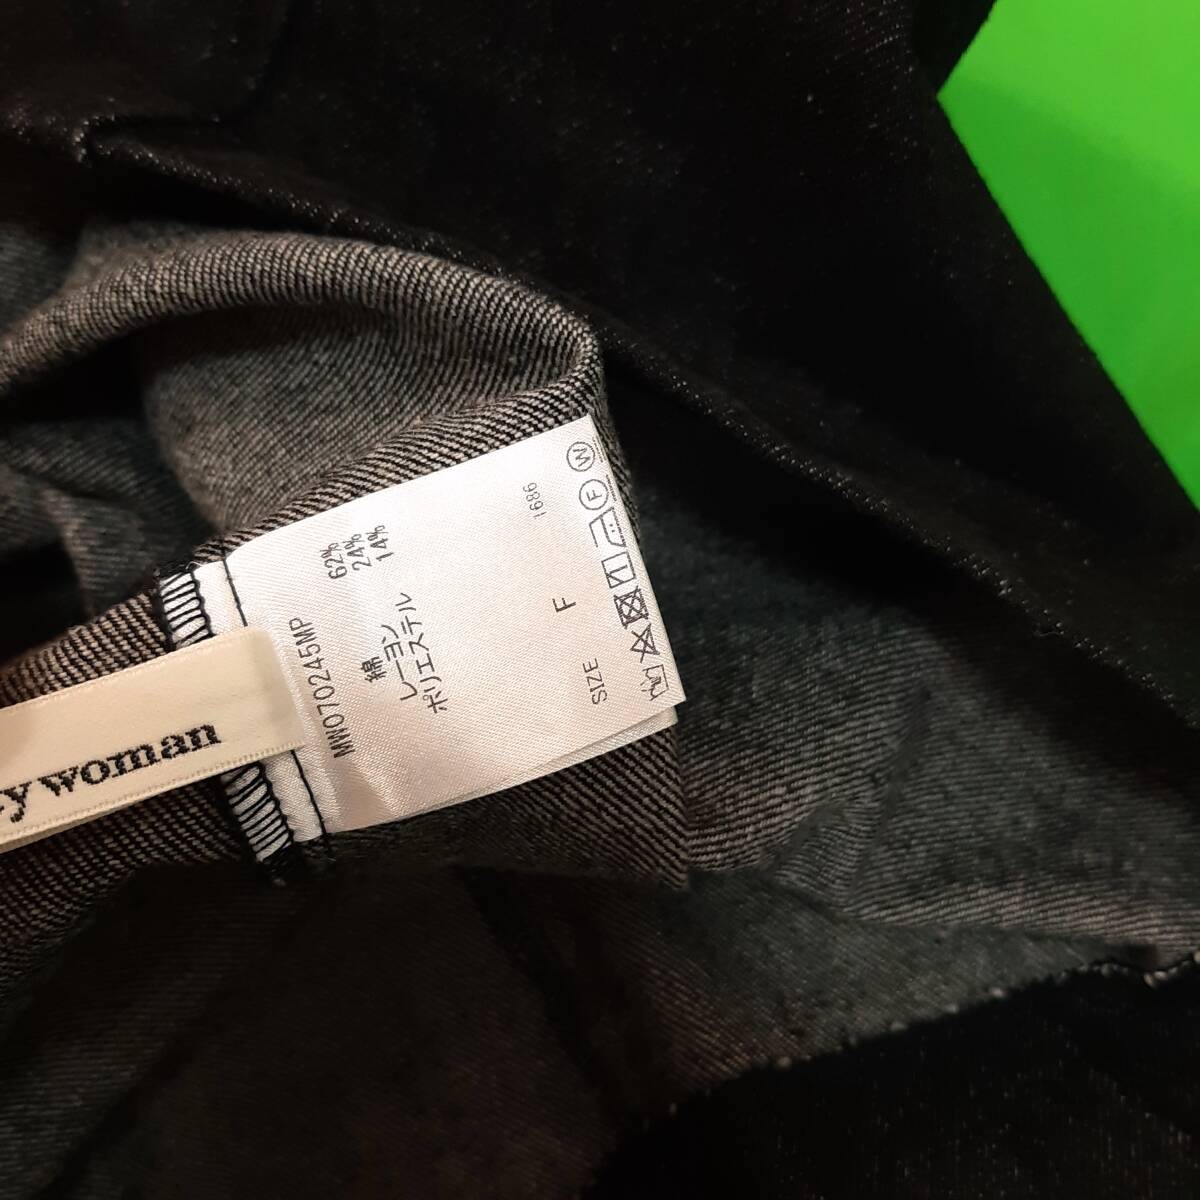 y woman
MW070245MP
綿 62%
レーヨン 24%
ポリエステル 14%
SIZE F
1686
F W